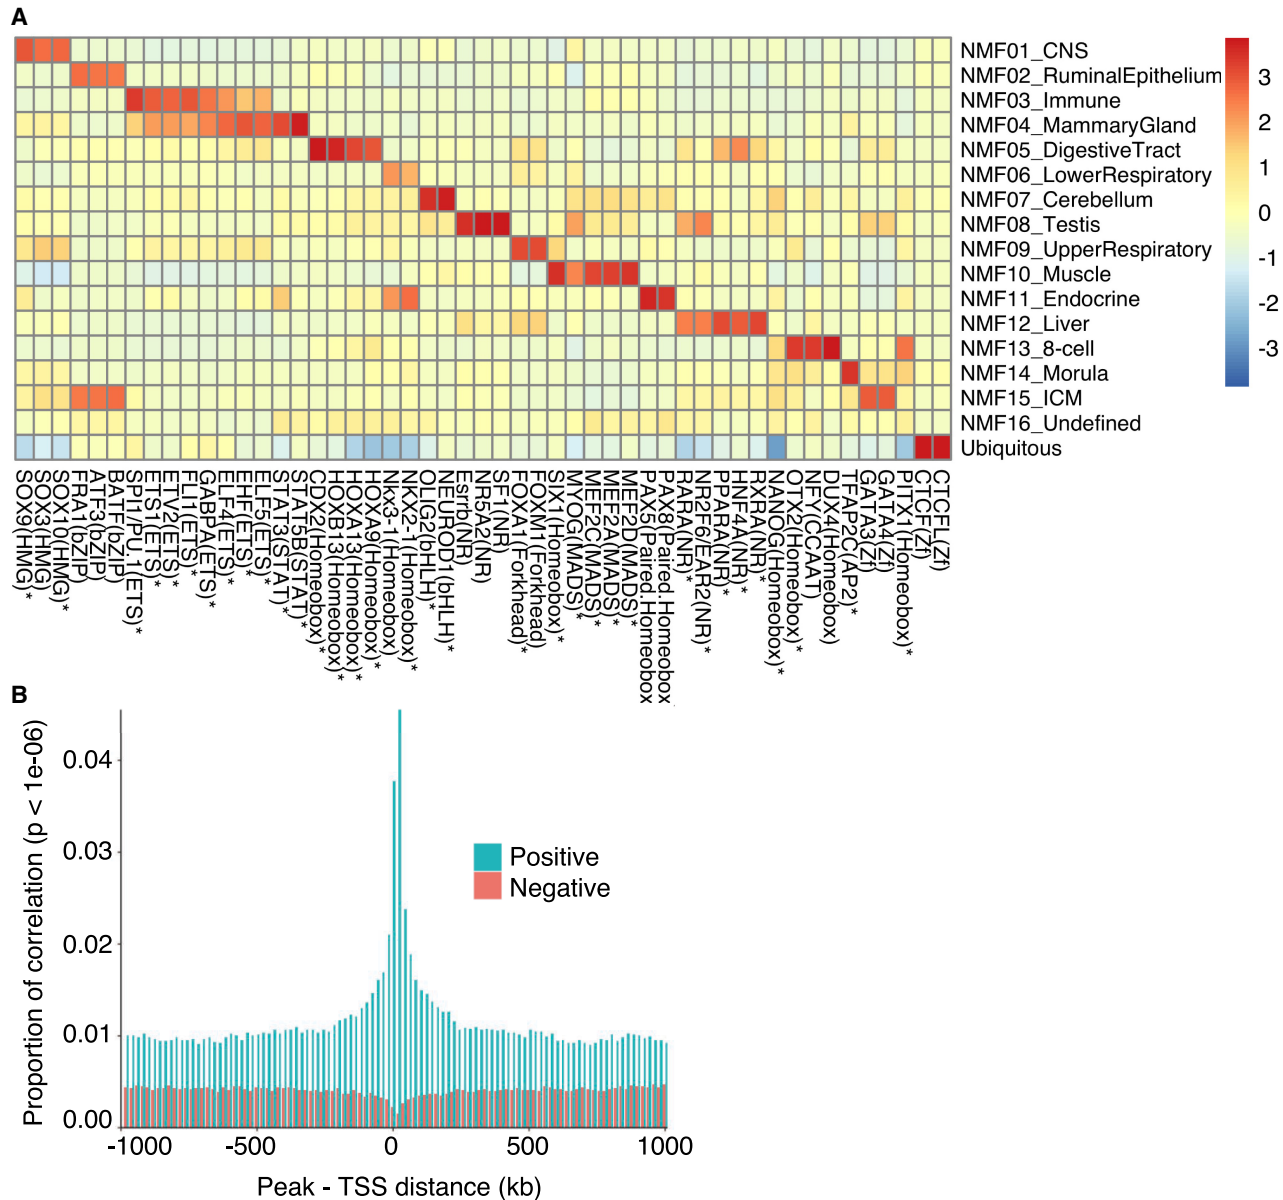 A
NMF01_CNS
NMF02_RuminalEpithelium
NMF03_Immune
NMF04_MammaryGland
NMF05_DigestiveTract
NMF06_LowerRespiratory
NMF07_Cerebellum
NMF08_Testis
NMF09_UpperRespiratory
NMF10_Muscle
NMF11_Endocrine
NMF12_Liver
NMF13_8-cell
NMF14_Morula
NMF15_ICM
NMF16_Undefined
Ubiquitous
3
2
1
0
-1
-2
-3
SOX9(HMG)*
SOX3(HMG)
SOX10(HMG)*
FRA1(bZIP)
ATF3(bZIP)
BATF(bZIP)
SPI1/PU.1(ETS)*
ETS1(ETS)*
ETV2(ETS)*
FLI1(ETS)*
GABPA(ETS)*
ELF4(ETS)*
EHF(ETS)*
ELF5(ETS)
STAT3(STAT)*
STAT5B(STAT)*
CDX2(Homeobox)*
HOXB13(Homeobox)*
HOXA13(Homeobox)*
HOXA9(Homeobox)*
Nkx3-1(Homeobox)
NKX2-1(Homeobox)*
OLIG2(bHLH)*
NEUROD1(bHLH)*
Esrrb(NR)
NR5A2(NR)
SF1(NR)
FOXA1(Forkhead)*
FOXM1(Forkhead)
SIX1(Homeobox)*
MYOG(MADS)*
MEF2C(MADS)*
MEF2A(MADS)*
MEF2D(MADS)*
PAX5(Paired.Homeobox
PAX8(Paired.Homeobox
RARA(NR)*
NR2F6/EAR2(NR)*
PPARA(NR)*
HNF4A(NR)*
RXRA(NR)*
NANOG(Homeobox)*
OTX2(Homeobox)*
NFY(CCAAT)
DUX4(Homeobox)
TFAP2C(AP2)*
GATA3(Zf)
GATA4(Zf)
PITX1(Homeobox)*
CTCF(Zf)
CTCFL(Zf)
B
Proportion of correlation (p < 1e-06)
0.04
0.03
0.02
0.01
0.00
Positive
Negative
-1000
-500
0
500
1000
Peak - TSS distance (kb)